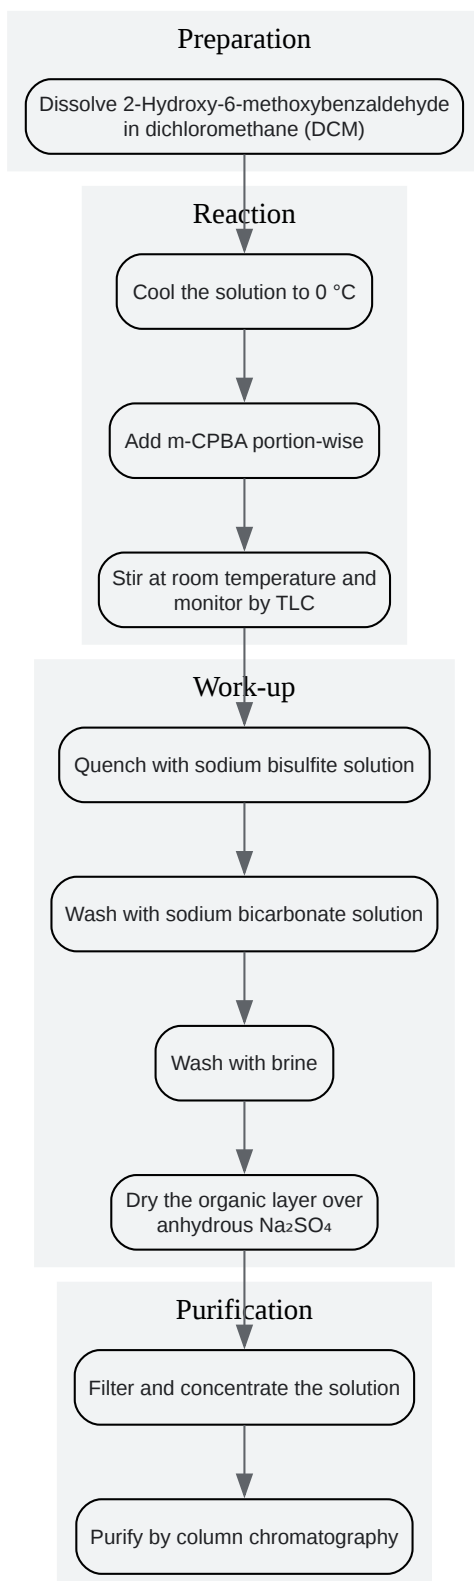 Preparation
Dissolve 2-Hydroxy-6-methoxybenzaldehyde
in dichloromethane (DCM)
Reaction
Cool the solution to 0 °C
Add m-CPBA portion-wise
Stir at room temperature and
monitor by TLC
Work-up
Quench with sodium bisulfite solution
Wash with sodium bicarbonate solution
Wash with brine
Dry the organic layer over
anhydrous Na₂SO₄
Purification
Filter and concentrate the solution
Purify by column chromatography